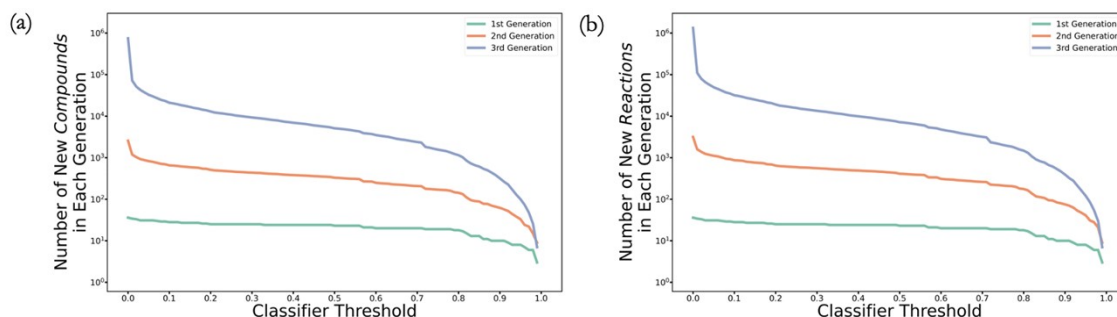 (a)
Number of New Compounds
in Each Generation
10⁶
10⁵
10⁴
10³
10²
10¹
10⁰
1st Generation
2nd Generation
3rd Generation
0.0 0.1 0.2 0.3 0.4 0.5 0.6 0.7 0.8 0.9 1.0
Classifier Threshold
(b)
Number of New Reactions
in Each Generation
10⁶
10⁵
10⁴
10³
10²
10¹
10⁰
1st Generation
2nd Generation
3rd Generation
0.0 0.1 0.2 0.3 0.4 0.5 0.6 0.7 0.8 0.9 1.0
Classifier Threshold